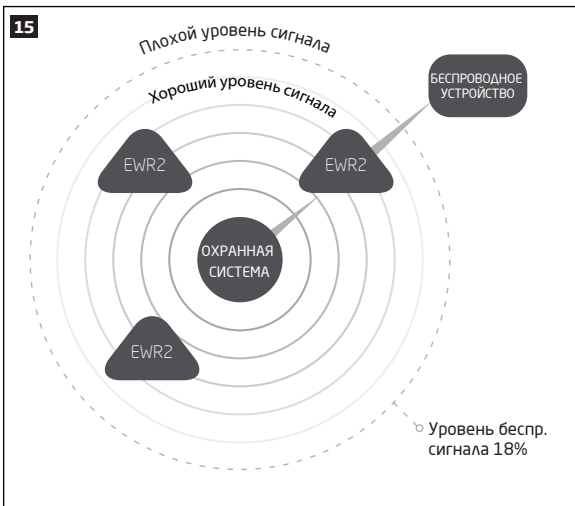 15
Плохой уровень сигнала
Хороший уровень сигнала
БЕСПРОВОДНОЕ
УСТРОЙСТВО
EWR2
EWR2
ОХРАННАЯ
СИСТЕМА
EWR2
Уровень беспр.
сигнала 18%